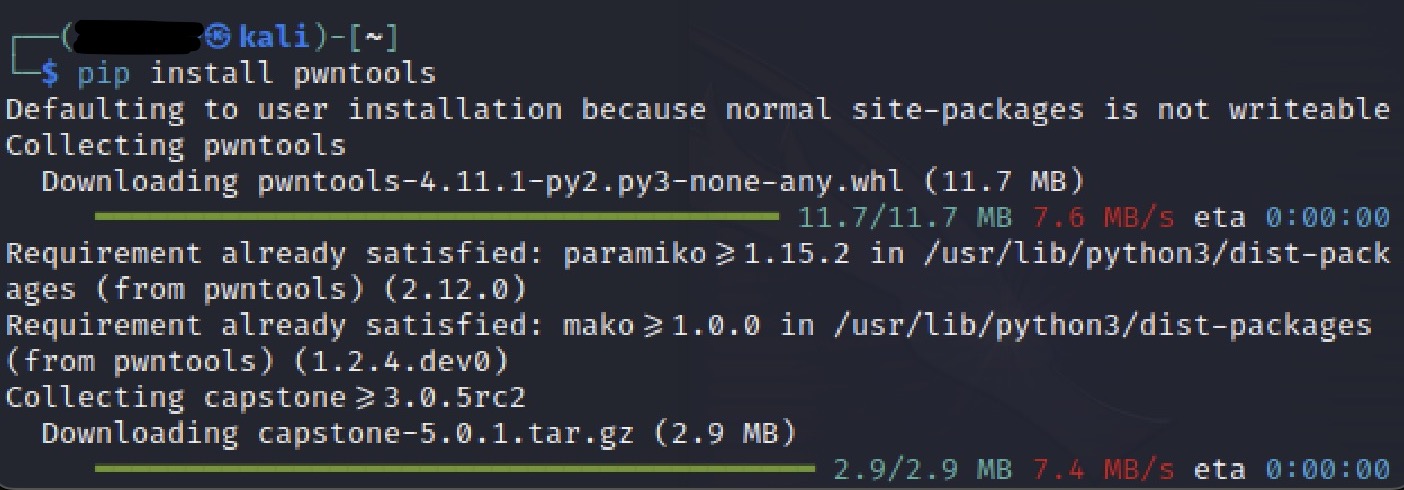 ┌──(㉿kali)-[~]
└─$ pip install pwntools
Defaulting to user installation because normal site-packages is not writeable
Collecting pwntools
  Downloading pwntools-4.11.1-py2.py3-none-any.whl (11.7 MB)
11.7/11.7 MB 7.6 MB/s eta 0:00:00
Requirement already satisfied: paramiko>=1.15.2 in /usr/lib/python3/dist-pack
ages (from pwntools) (2.12.0)
Requirement already satisfied: mako>=1.0.0 in /usr/lib/python3/dist-packages
(from pwntools) (1.2.4.dev0)
Collecting capstone>=3.0.5rc2
  Downloading capstone-5.0.1.tar.gz (2.9 MB)
2.9/2.9 MB 7.4 MB/s eta 0:00:00